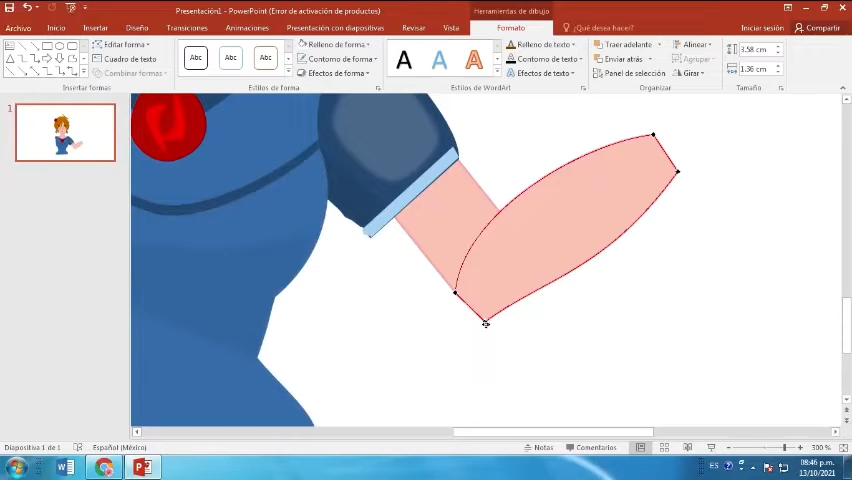 Presentación1 - PowerPoint (Error de activación de productos)
Herramientas de dibujo
Archivo Inicio Insertar Diseño Transiciones Animaciones Presentación con diapositivas Revisar Vista Formato ¿Qué desea hacer? Iniciar sesión Compartir
Editar forma
Cuadro de texto
Combinar formas
Insertar formas
Abc Abc Abc
Relleno de forma
Contorno de forma
Efectos de forma
Estilos de forma
A A A
Relleno de texto
Contorno de texto
Efectos de texto
Estilos de WordArt
Traer adelante
Enviar atrás
Panel de selección
Alinear
Agrupar
Girar
Organizar
3.58 cm
1.36 cm
Tamaño
1
Diapositiva 1 de 1 Español (México) Notas Comentarios 300 %
ES 08:46 p.m.
13/10/2021